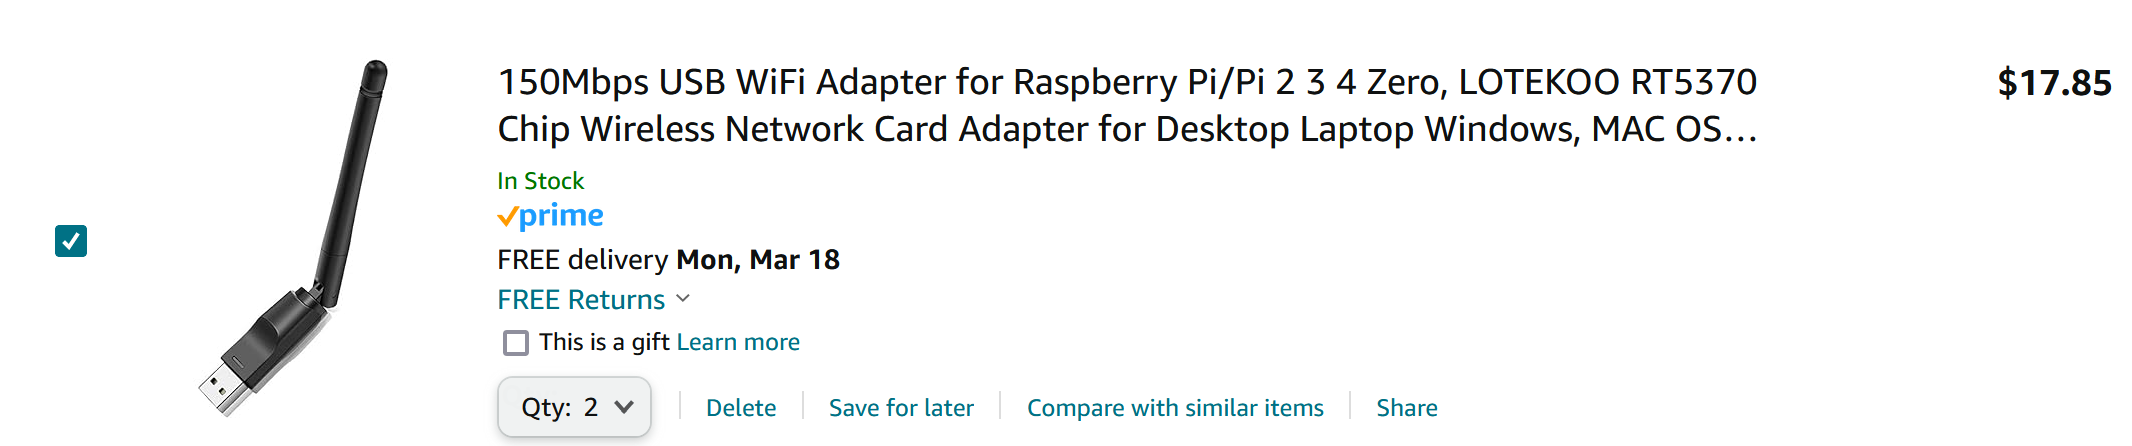 150Mbps USB WiFi Adapter for Raspberry Pi/Pi 2 3 4 Zero, LOTEKOO RT5370
Chip Wireless Network Card Adapter for Desktop Laptop Windows, MAC OS...
$17.85
In Stock
prime
FREE delivery Mon, Mar 18
FREE Returns
This is a gift Learn more
Qty: 2 Delete Save for later Compare with similar items Share